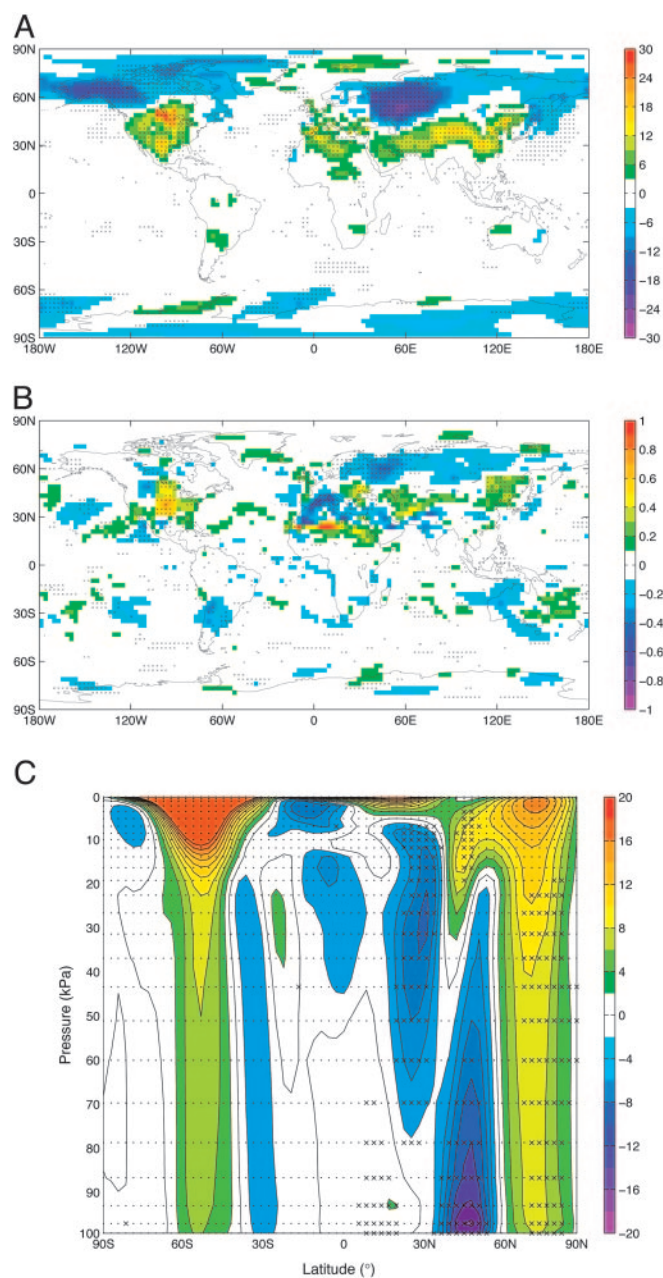 A
90N
60N
30N
0
30S
60S
90S
180W
120W
60W
0
60E
120E
180E
30
24
18
12
6
0
-6
-12
-18
-24
-30
B
90N
60N
30N
0
30S
60S
90S
180W
120W
60W
0
60E
120E
180E
1
0.8
0.6
0.4
0.2
0
-0.2
-0.4
-0.6
-0.8
-1
C
0
10
20
30
40
50
60
70
80
90
100
Pressure (kPa)
90S
60S
30S
0
30N
60N
90N
Latitude (°)
20
16
12
8
4
2
0
-4
-8
-12
-16
-20